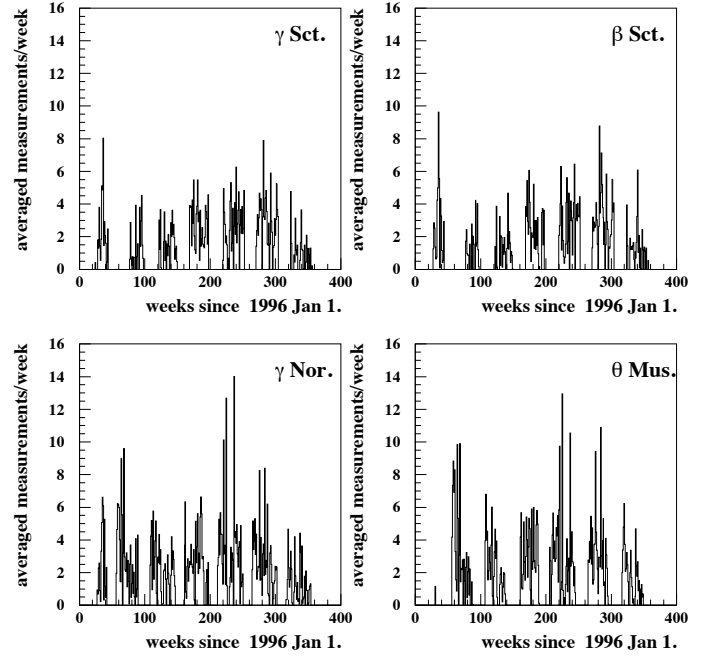 averaged measurements/week
16
14
12
10
8
6
4
2
0
γ Sct.
0 100 200 300 400
weeks since 1996 Jan 1.
averaged measurements/week
16
14
12
10
8
6
4
2
0
β Sct.
0 100 200 300 400
weeks since 1996 Jan 1.
averaged measurements/week
16
14
12
10
8
6
4
2
0
γ Nor.
0 100 200 300 400
weeks since 1996 Jan 1.
averaged measurements/week
16
14
12
10
8
6
4
2
0
θ Mus.
0 100 200 300 400
weeks since 1996 Jan 1.